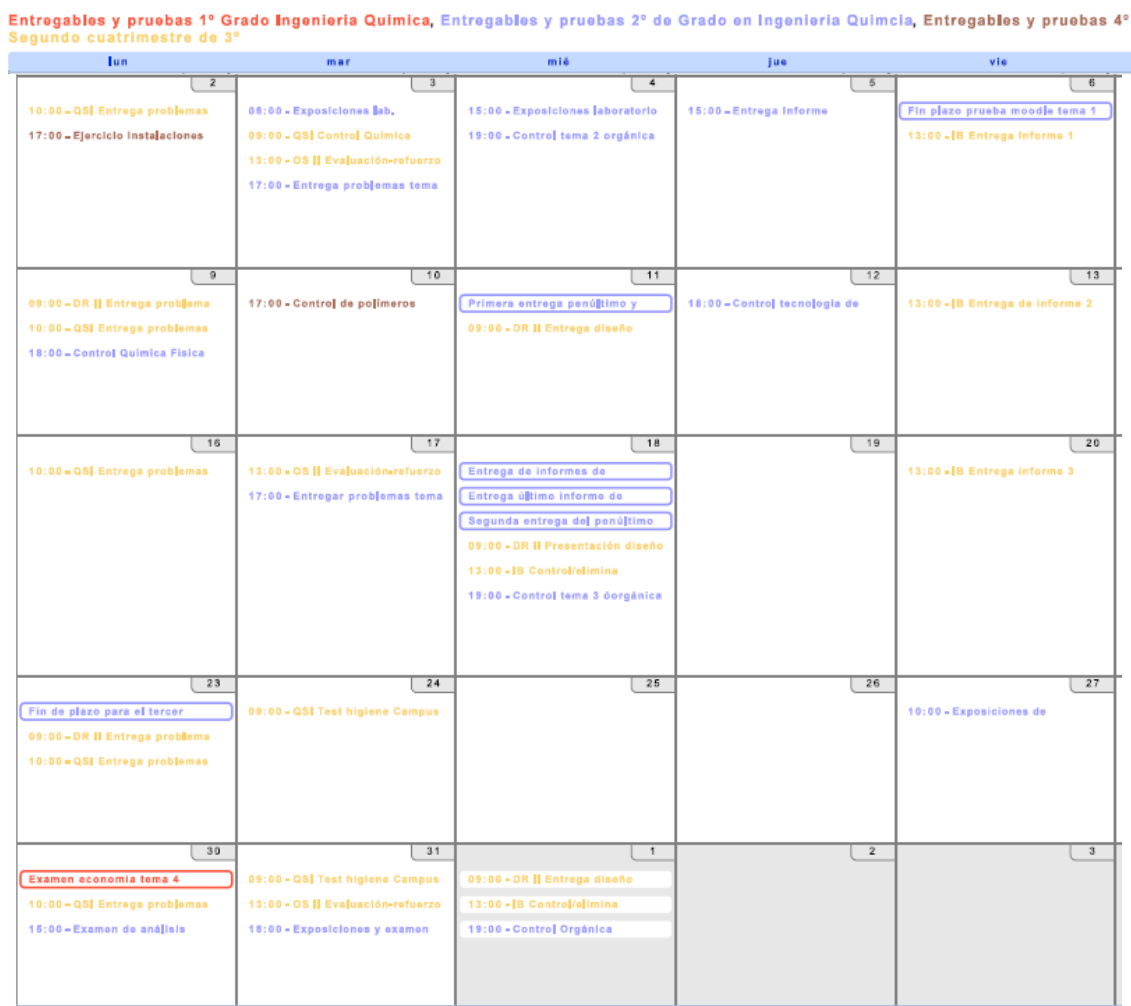 Entregables y pruebas 1º Grado Ingenieria Quimica, Entregables y pruebas 2º de Grado en Ingenieria Quimcia, Entregables y pruebas 4º
Segundo cuatrimestre de 3º
lun mar mié jue vie
2 3 4 5 6
10:00 - QSI Entrega problemas
17:00 - Ejercicio Instalaciones
08:00 - Exposiciones lab.
09:00 - QSI Control Quimica
13:00 - OS II Evaluación-refuerzo
17:00 - Entrega problemas tema
15:00 - Exposiciones laboratorio
19:00 - Control tema 2 orgánica
15:00 - Entrega Informe
Fin plazo prueba moodle tema 1
13:00 - IB Entrega Informe 1
9 10 11 12 13
09:00 - DR II Entrega problema
10:00 - QSI Entrega problemas
18:00 - Control Quimica Fisica
17:00 - Control de polímeros
Primera entrega penúltimo y
09:00 - DR II Entrega diseño
18:00 - Control tecnologia de
13:00 - IB Entrega de informe 2
16 17 18 19 20
10:00 - QSI Entrega problemas
13:00 - OS II Evaluación-refuerzo
17:00 - Entregar problemas tema
Entrega de informes de
Entrega último informe de
Segunda entrega del penúltimo
09:00 - DR II Presentación diseño
13:00 - IB Control/elimina
19:00 - Control tema 3 óorgánica
13:00 - IB Entrega informe 3
23 24 25 26 27
Fin de plazo para el tercer
09:00 - DR II Entrega problema
10:00 - QSI Entrega problemas
09:00 - QSI Test higiene Campus
10:00 - Exposiciones de
30 31 1 2 3
Examen economia tema 4
10:00 - QSI Entrega problemas
15:00 - Examen de análisis
09:00 - QSI Test higiene Campus
13:00 - OS II Evaluación-refuerzo
15:00 - Exposiciones y examen
09:00 - DR II Entrega diseño
13:00 - IB Control/elimina
19:00 - Control Orgánica